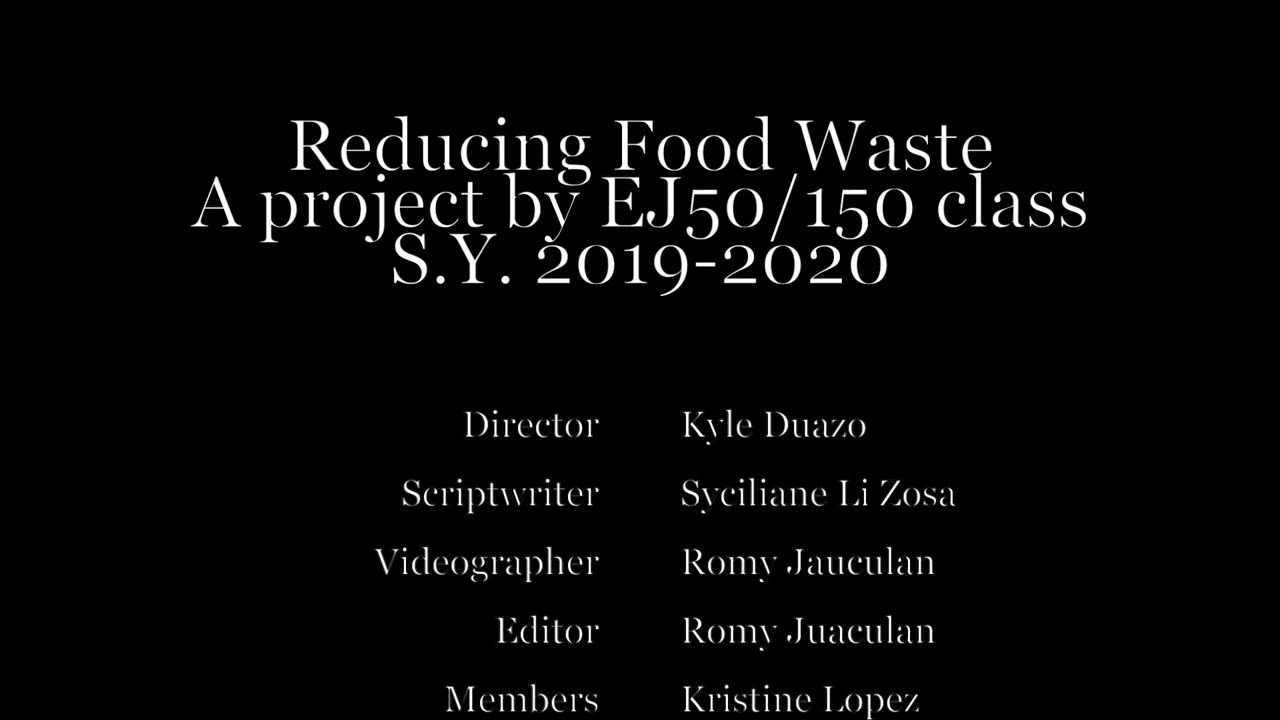 Reducing Food Waste
A project by EJ50/150 class
S.Y. 2019-2020
Director Kyle Duazo
Scriptwriter Syciliane Li Zosa
Videographer Romy Jauculan
Editor Romy Juaculan
Members Kristine Lopez